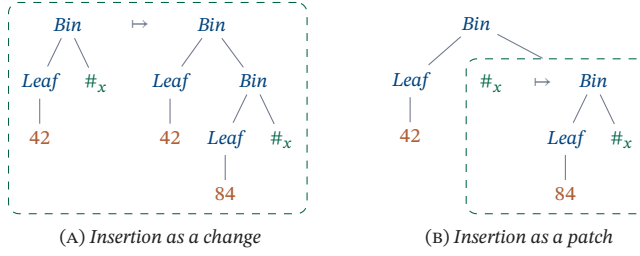 Bin ↦ Bin Bin
Leaf #x Leaf Bin Leaf #x ↦ Bin
42 42 Leaf #x 42 Leaf #x
84 84
(A) Insertion as a change (B) Insertion as a patch